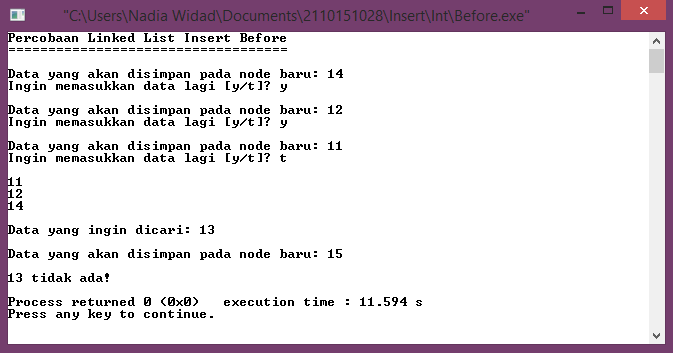 "C:\Users\Nadia Widad\Documents\2110151028\Insert\Int\Before.exe"
Percobaan Linked List Insert Before
===================================
Data yang akan disimpan pada node baru: 14
Ingin memasukkan data lagi [y/t]? y
Data yang akan disimpan pada node baru: 12
Ingin memasukkan data lagi [y/t]? y
Data yang akan disimpan pada node baru: 11
Ingin memasukkan data lagi [y/t]? t
11
12
14
Data yang ingin dicari: 13
Data yang akan disimpan pada node baru: 15
13 tidak ada!
Process returned 0 (0x0)   execution time : 11.594 s
Press any key to continue.